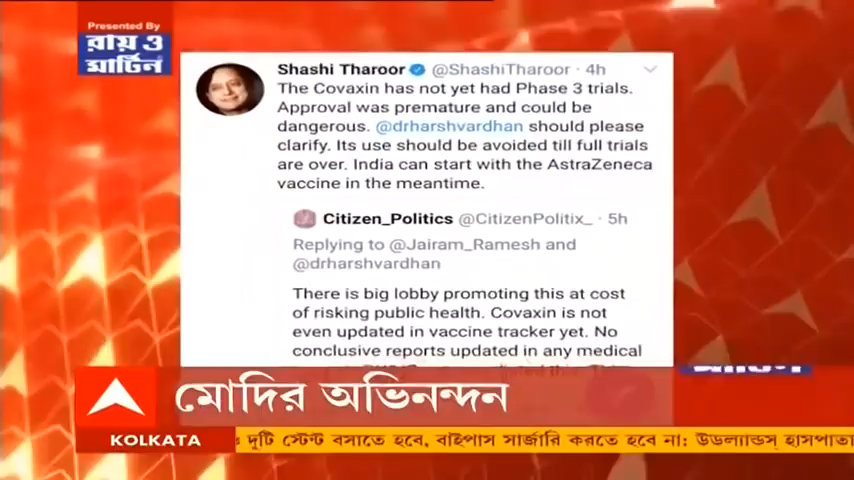 Presented By
রায় ও
মার্টিন
Shashi Tharoor @ShashiTharoor · 4h
The Covaxin has not yet had Phase 3 trials.
Approval was premature and could be
dangerous. @drharshvardhan should please
clarify. Its use should be avoided till full trials
are over. India can start with the AstraZeneca
vaccine in the meantime.
Citizen_Politics @CitizenPolitix_ · 5h
Replying to @Jairam_Ramesh and
@drharshvardhan
There is big lobby promoting this at cost
of risking public health. Covaxin is not
even updated in vaccine tracker yet. No
conclusive reports updated in any medical
মোদির অভিনন্দন
KOLKATA
দুটি স্টেন্ট বসাতে হবে, বাইপাস সার্জারি করতে হবে না: উডল্যান্ডস্ হাসপাতা